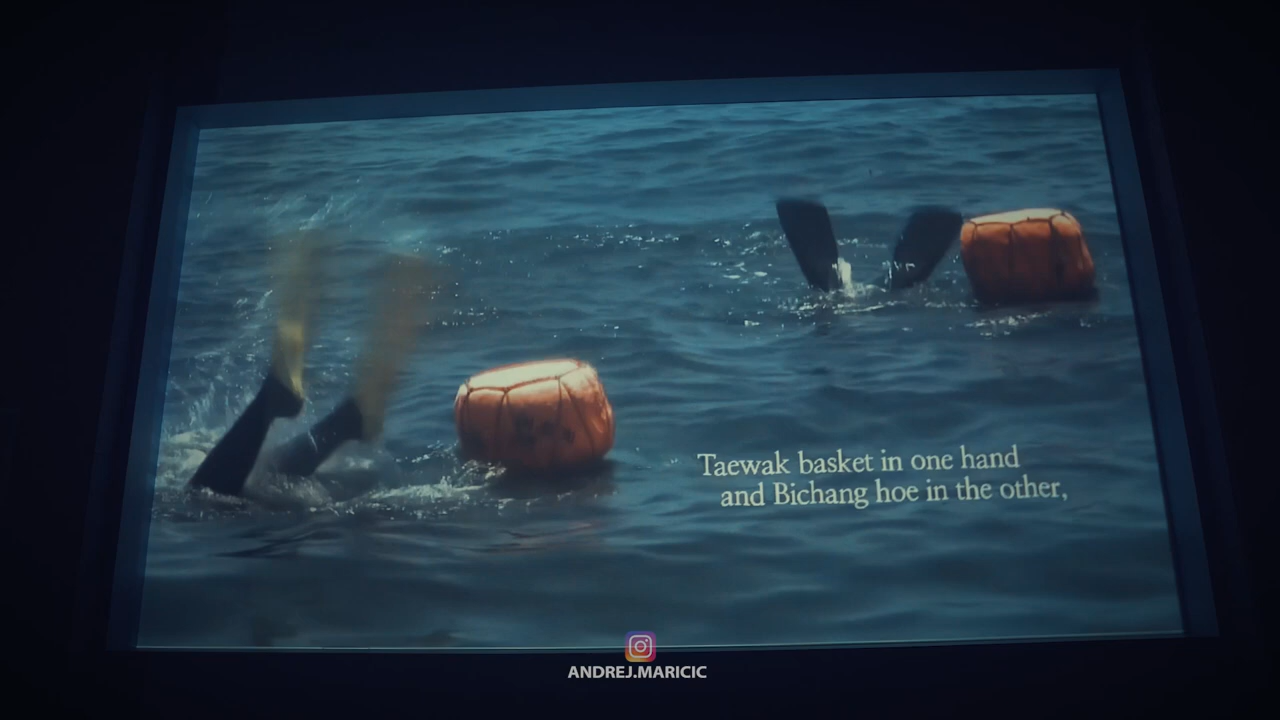 Taewak basket in one hand
and Bichang hoe in the other,
ANDREJ.MARICIC